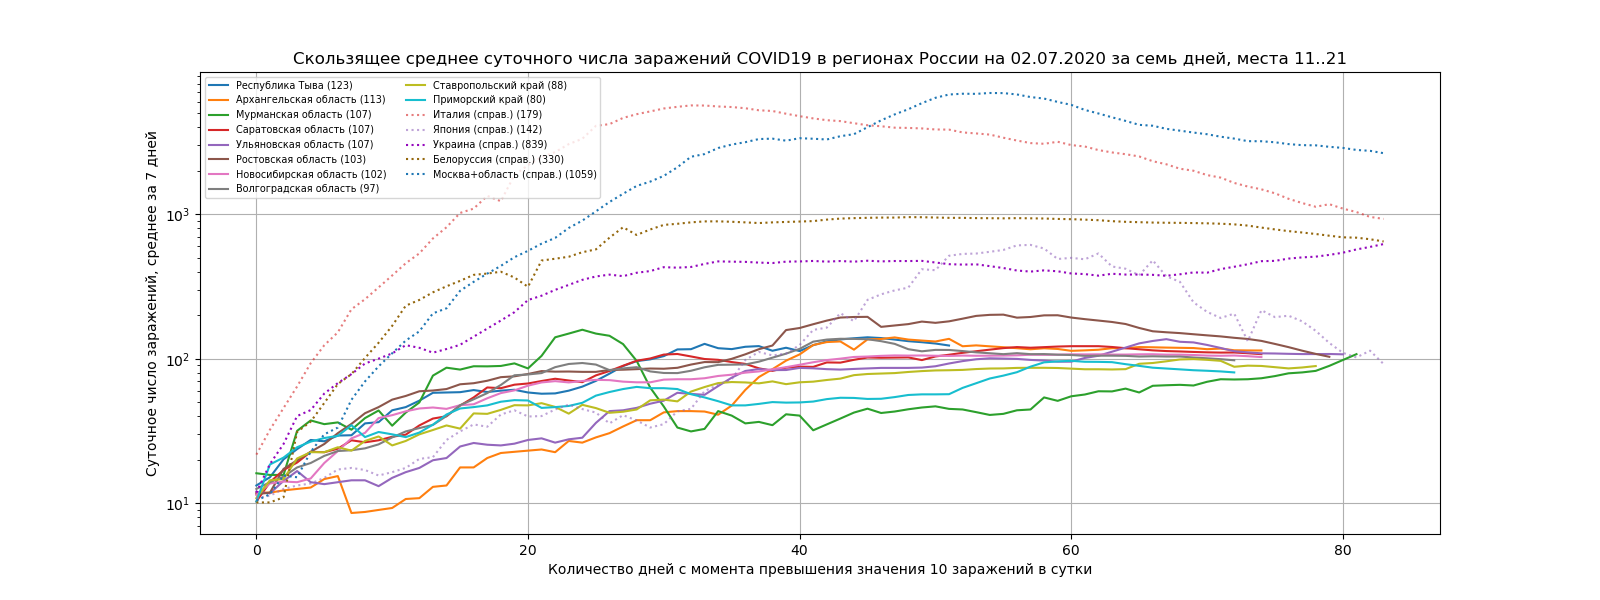 Скользящее среднее суточного числа заражений COVID19 в регионах России на 02.07.2020 за семь дней, места 11..21
Суточное число заражений, среднее за 7 дней
10³
10²
10¹
Республика Тыва (123)
Архангельская область (113)
Мурманская область (107)
Саратовская область (107)
Ульяновская область (107)
Ростовская область (103)
Новосибирская область (102)
Волгоградская область (97)
Ставропольский край (88)
Приморский край (80)
Италия (справ.) (179)
Япония (справ.) (142)
Украина (справ.) (839)
Белоруссия (справ.) (330)
Москва+область (справ.) (1059)
0 20 40 60 80
Количество дней с момента превышения значения 10 заражений в сутки